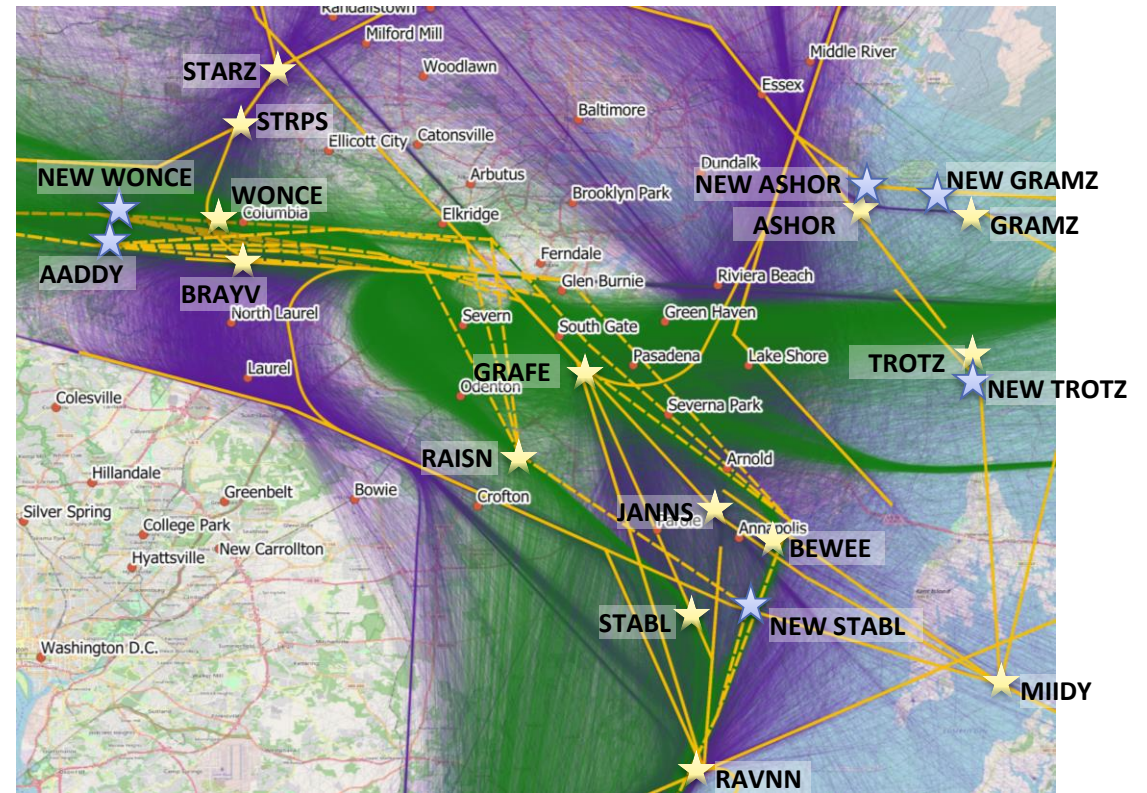 Randallstown
Milford Mill
Middle River
STARZ
Woodlawn
Essex
Baltimore
STRPS
Ellicott City
Catonsville
Dundalk
NEW WONCE
Arbutus
NEW ASHOR
NEW GRAMZ
WONCE
Brooklyn Park
Columbia
Elkridge
ASHOR
GRAMZ
AADDY
Ferndale
BRAYV
Glen Burnie
Riviera Beach
North Laurel
Severn
South Gate
Green Haven
Laurel
GRAFE
Pasadena
Lake Shore
TROTZ
Odenton
NEW TROTZ
Colesville
Severna Park
RAISN
Arnold
Hillandale
Greenbelt
Bowie
Crofton
Silver Spring
College Park
JANNS
Parole
Annapolis
Hyattsville
New Carrollton
BEWEE
STABL
NEW STABL
Washington D.C.
MIIDY
RAVNN